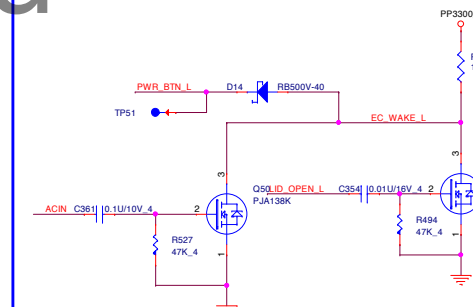 PP3300
PWR_BTN_L
D14
RB500V-40
TP51
EC_WAKE_L
3
3
Q50
LID_OPEN_L
C354
0.01U/16V_4
2
PJA138K
ACIN
C361
0.1U/10V_4
2
R527
47K_4
R494
47K_4
1
1